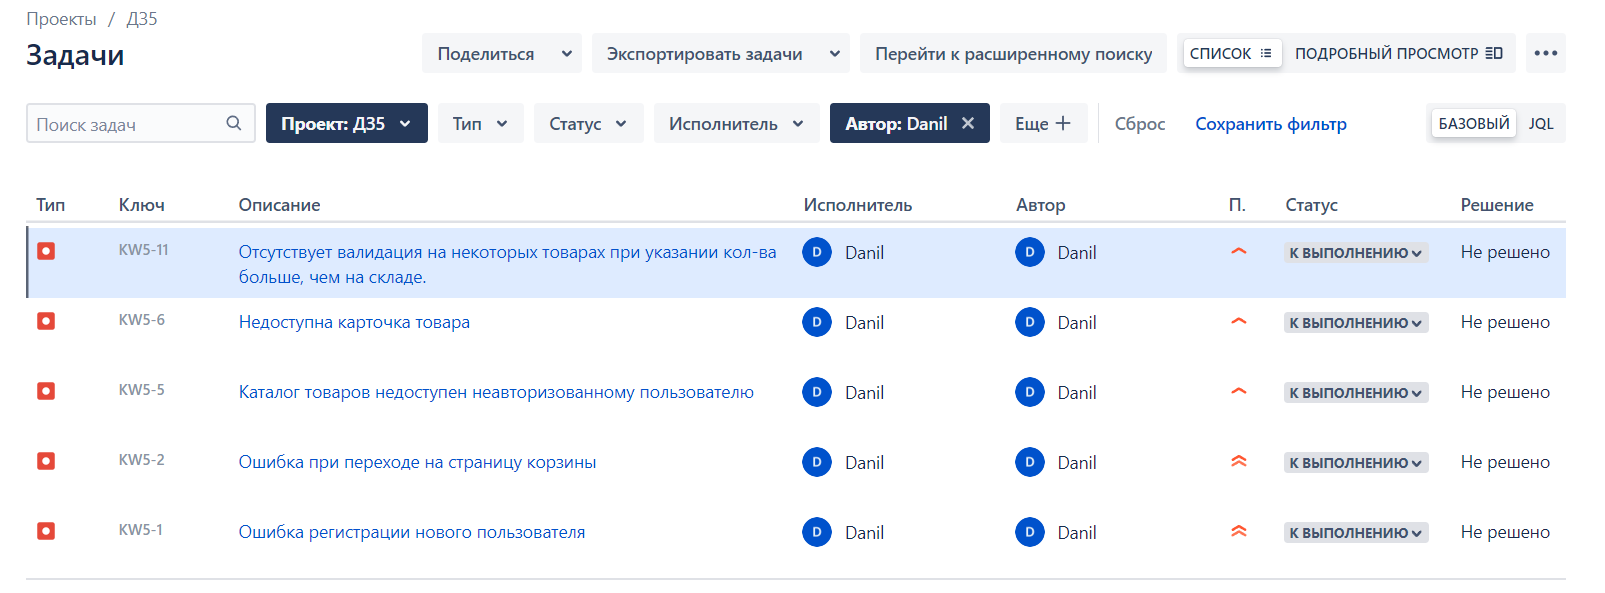 Проекты / Д35
Задачи
Поделиться
Экспортировать задачи
Перейти к расширенному поиску
СПИСОК
ПОДРОБНЫЙ ПРОСМОТР
Поиск задач
Проект: Д35
Тип
Статус
Исполнитель
Автор: Danil
Еще
Сброс
Сохранить фильтр
БАЗОВЫЙ
JQL
Тип Ключ Описание Исполнитель Автор П. Статус Решение
KW5-11 Отсутствует валидация на некоторых товарах при указании кол-ва D Danil D Danil К ВЫПОЛНЕНИЮ Не решено
больше, чем на складе.
KW5-6 Недоступна карточка товара D Danil D Danil К ВЫПОЛНЕНИЮ Не решено
KW5-5 Каталог товаров недоступен неавторизованному пользователю D Danil D Danil К ВЫПОЛНЕНИЮ Не решено
KW5-2 Ошибка при переходе на страницу корзины D Danil D Danil К ВЫПОЛНЕНИЮ Не решено
KW5-1 Ошибка регистрации нового пользователя D Danil D Danil К ВЫПОЛНЕНИЮ Не решено